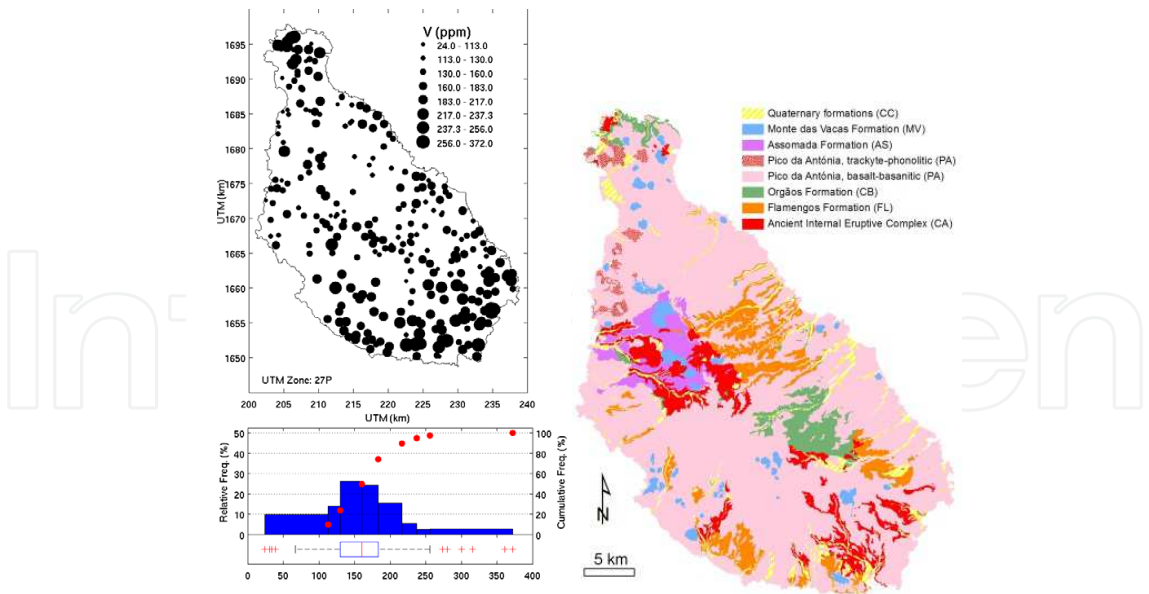 V (ppm)
24.0 - 113.0
113.0 - 130.0
130.0 - 160.0
160.0 - 183.0
183.0 - 217.0
217.0 - 237.3
237.3 - 256.0
256.0 - 372.0
1695
1690
1685
1680
1675
1670
1665
1660
1655
1650
UTM (km)
UTM Zone: 27P
200 205 210 215 220 225 230 235 240
UTM (km)
Quaternary formations (CC)
Monte das Vacas Formation (MV)
Assomada Formation (AS)
Pico da Antónia, trackyte-phonolitic (PA)
Pico da Antónia, basalt-basanitic (PA)
Orgãos Formation (CB)
Flamengos Formation (FL)
Ancient Internal Eruptive Complex (CA)
N
5 km
Relative Freq. (%)
50
40
30
20
10
0
100
80
60
40
20
0
Cumulative Freq. (%)
0 50 100 150 200 250 300 350 400
Inte en